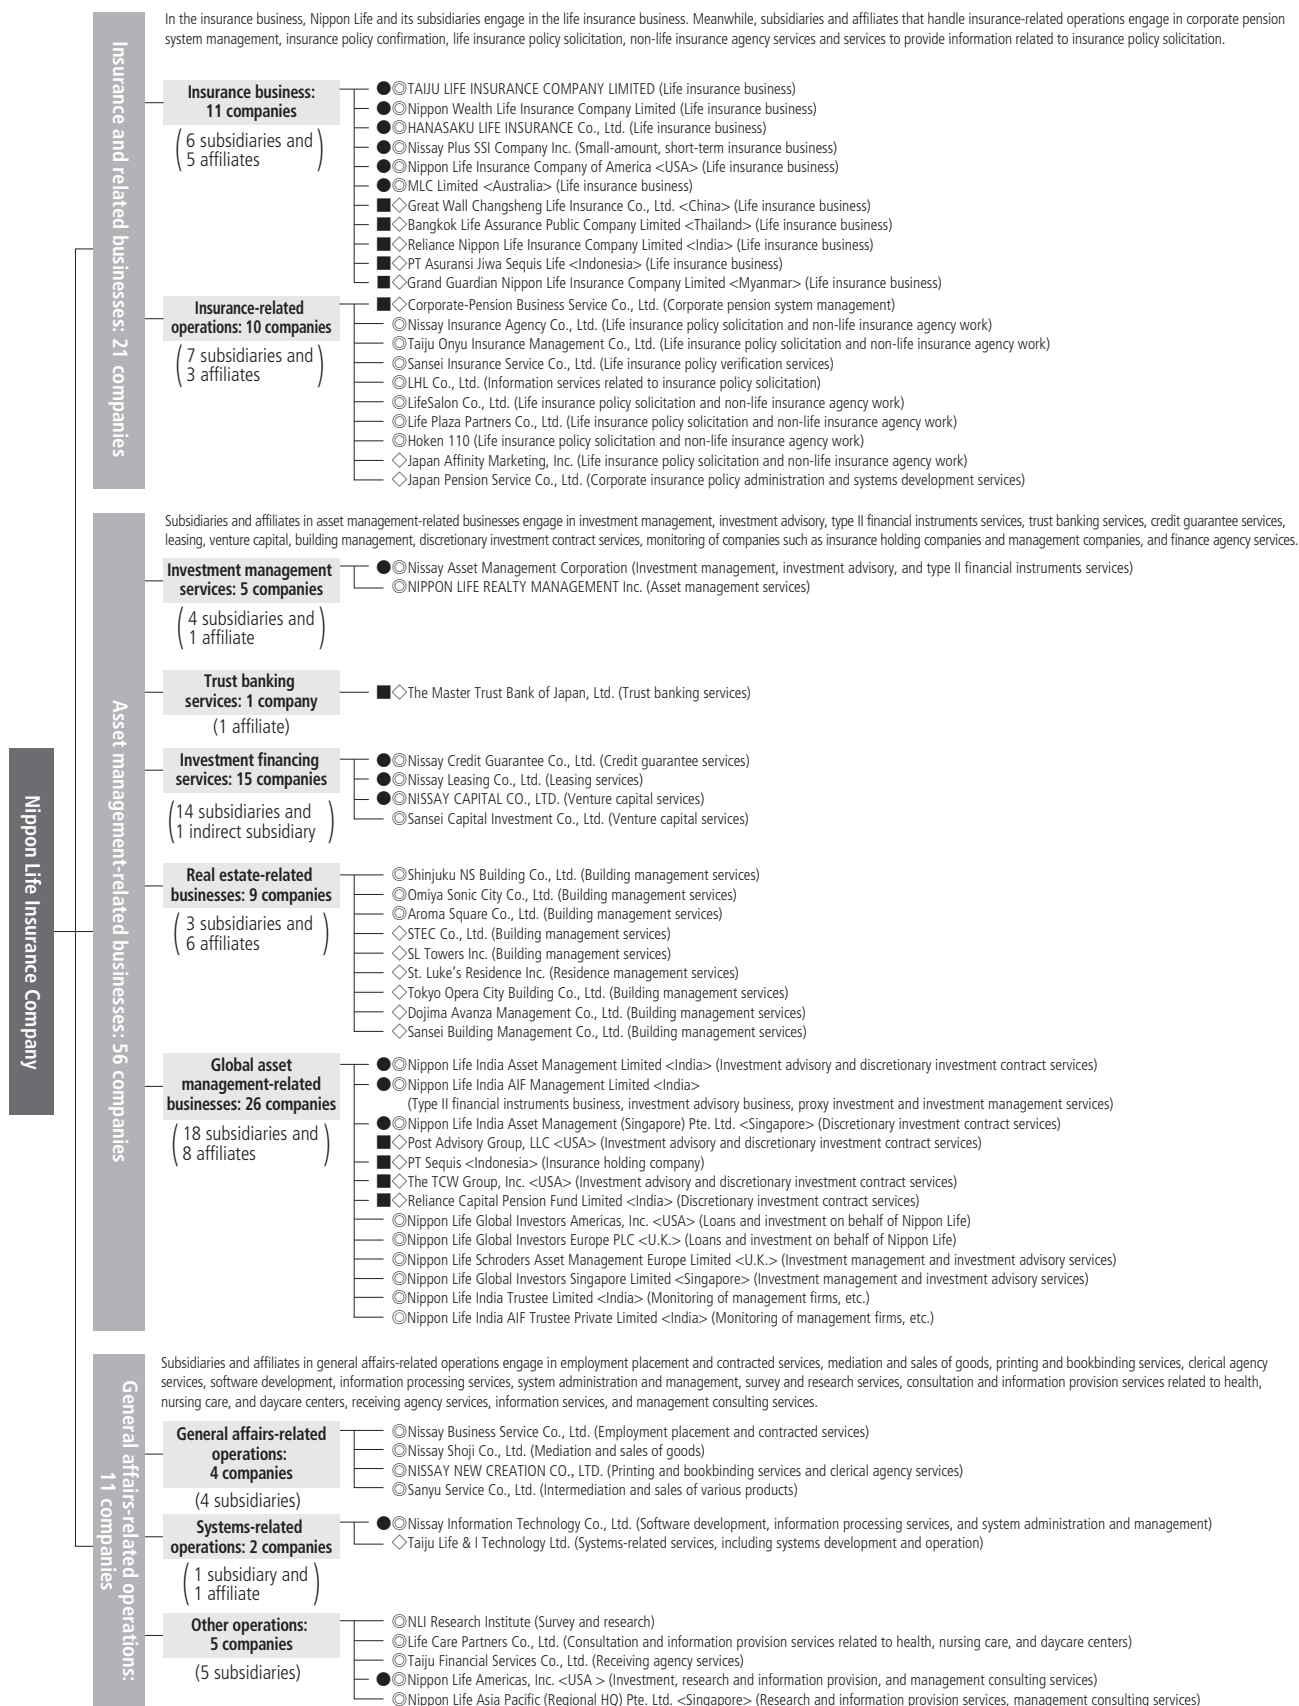 In the insurance business, Nippon Life and its subsidiaries engage in the life insurance business. Meanwhile, subsidiaries and affiliates that handle insurance-related operations engage in corporate pension
system management, insurance policy confirmation, life insurance policy solicitation, non-life insurance agency services and services to provide information related to insurance policy solicitation.
Insurance and related businesses: 21 companies
Insurance business:
11 companies
(6 subsidiaries and
5 affiliates)
●◎TAIJU LIFE INSURANCE COMPANY LIMITED (Life insurance business)
●◎Nippon Wealth Life Insurance Company Limited (Life insurance business)
●◎HANASAKU LIFE INSURANCE Co., Ltd. (Life insurance business)
●◎Nissay Plus SSI Company Inc. (Small-amount, short-term insurance business)
●◎Nippon Life Insurance Company of America <USA> (Life insurance business)
●◎MLC Limited <Australia> (Life insurance business)
■◇Great Wall Changsheng Life Insurance Co., Ltd. <China> (Life insurance business)
■◇Bangkok Life Assurance Public Company Limited <Thailand> (Life insurance business)
■◇Reliance Nippon Life Insurance Company Limited <India> (Life insurance business)
■◇PT Asuransi Jiwa Sequis Life <Indonesia> (Life insurance business)
■◇Grand Guardian Nippon Life Insurance Company Limited <Myanmar> (Life insurance business)
Insurance-related
operations: 10 companies
(7 subsidiaries and
3 affiliates)
■◇Corporate-Pension Business Service Co., Ltd. (Corporate pension system management)
◎Nissay Insurance Agency Co., Ltd. (Life insurance policy solicitation and non-life insurance agency work)
◎Taiju Onyu Insurance Management Co., Ltd. (Life insurance policy solicitation and non-life insurance agency work)
◎Sansei Insurance Service Co., Ltd. (Life insurance policy verification services)
◎LHL Co., Ltd. (Information services related to insurance policy solicitation)
◎LifeSalon Co., Ltd. (Life insurance policy solicitation and non-life insurance agency work)
◎Life Plaza Partners Co., Ltd. (Life insurance policy solicitation and non-life insurance agency work)
◎Hoken 110 (Life insurance policy solicitation and non-life insurance agency work)
◇Japan Affinity Marketing, Inc. (Life insurance policy solicitation and non-life insurance agency work)
◇Japan Pension Service Co., Ltd. (Corporate insurance policy administration and systems development services)
Nippon Life Insurance Company
Asset management-related businesses: 56 companies
Subsidiaries and affiliates in asset management-related businesses engage in investment management, investment advisory, type II financial instruments services, trust banking services, credit guarantee services,
leasing, venture capital, building management, discretionary investment contract services, monitoring of companies such as insurance holding companies and management companies, and finance agency services.
Investment management
services: 5 companies
(4 subsidiaries and
1 affiliate)
●◎Nissay Asset Management Corporation (Investment management, investment advisory, and type II financial instruments services)
◎NIPPON LIFE REALTY MANAGEMENT Inc. (Asset management services)
Trust banking
services: 1 company
(1 affiliate)
■◇The Master Trust Bank of Japan, Ltd. (Trust banking services)
Investment financing
services: 15 companies
(14 subsidiaries and
1 indirect subsidiary)
●◎Nissay Credit Guarantee Co., Ltd. (Credit guarantee services)
●◎Nissay Leasing Co., Ltd. (Leasing services)
●◎NISSAY CAPITAL CO., LTD. (Venture capital services)
◎Sansei Capital Investment Co., Ltd. (Venture capital services)
Real estate-related
businesses: 9 companies
(3 subsidiaries and
6 affiliates)
◎Shinjuku NS Building Co., Ltd. (Building management services)
◎Omiya Sonic City Co., Ltd. (Building management services)
◎Aroma Square Co., Ltd. (Building management services)
◇STEC Co., Ltd. (Building management services)
◇SL Towers Inc. (Building management services)
◇St. Luke's Residence Inc. (Residence management services)
◇Tokyo Opera City Building Co., Ltd. (Building management services)
◇Dojima Avanza Management Co., Ltd. (Building management services)
◇Sansei Building Management Co., Ltd. (Building management services)
Global asset
management-related
businesses: 26 companies
(18 subsidiaries and
8 affiliates)
●◎Nippon Life India Asset Management Limited <India> (Investment advisory and discretionary investment contract services)
●◎Nippon Life India AIF Management Limited <India>
(Type II financial instruments business, investment advisory business, proxy investment and investment management services)
●◎Nippon Life India Asset Management (Singapore) Pte. Ltd. <Singapore> (Discretionary investment contract services)
■◇Post Advisory Group, LLC <USA> (Investment advisory and discretionary investment contract services)
■◇PT Sequis <Indonesia> (Insurance holding company)
■◇The TCW Group, Inc. <USA> (Investment advisory and discretionary investment contract services)
■◇Reliance Capital Pension Fund Limited <India> (Discretionary investment contract services)
◎Nippon Life Global Investors Americas, Inc. <USA> (Loans and investment on behalf of Nippon Life)
◎Nippon Life Global Investors Europe PLC <U.K.> (Loans and investment on behalf of Nippon Life)
◎Nippon Life Schroders Asset Management Europe Limited <U.K.> (Investment management and investment advisory services)
◎Nippon Life Global Investors Singapore Limited <Singapore> (Investment management and investment advisory services)
◎Nippon Life India Trustee Limited <India> (Monitoring of management firms, etc.)
◎Nippon Life India AIF Trustee Private Limited <India> (Monitoring of management firms, etc.)
General affairs-related operations:
11 companies
Subsidiaries and affiliates in general affairs-related operations engage in employment placement and contracted services, mediation and sales of goods, printing and bookbinding services, clerical agency
services, software development, information processing services, system administration and management, survey and research services, consultation and information provision services related to health,
nursing care, and daycare centers, receiving agency services, information services, and management consulting services.
General affairs-related
operations:
4 companies
(4 subsidiaries)
◎Nissay Business Service Co., Ltd. (Employment placement and contracted services)
◎Nissay Shoji Co., Ltd. (Mediation and sales of goods)
◎NISSAY NEW CREATION CO., LTD. (Printing and bookbinding services and clerical agency services)
◎Sanyu Service Co., Ltd. (Intermediation and sales of various products)
Systems-related
operations: 2 companies
(1 subsidiary and
1 affiliate)
●◎Nissay Information Technology Co., Ltd. (Software development, information processing services, and system administration and management)
◇Taiju Life & I Technology Ltd. (Systems-related services, including systems development and operation)
Other operations:
5 companies
(5 subsidiaries)
◎NLI Research Institute (Survey and research)
◎Life Care Partners Co., Ltd. (Consultation and information provision services related to health, nursing care, and daycare centers)
◎Taiju Financial Services Co., Ltd. (Receiving agency services)
●◎Nippon Life Americas, Inc. <USA > (Investment, research and information provision, and management consulting services)
◎Nippon Life Asia Pacific (Regional HQ) Pte. Ltd. <Singapore> (Research and information provision services, management consulting services)